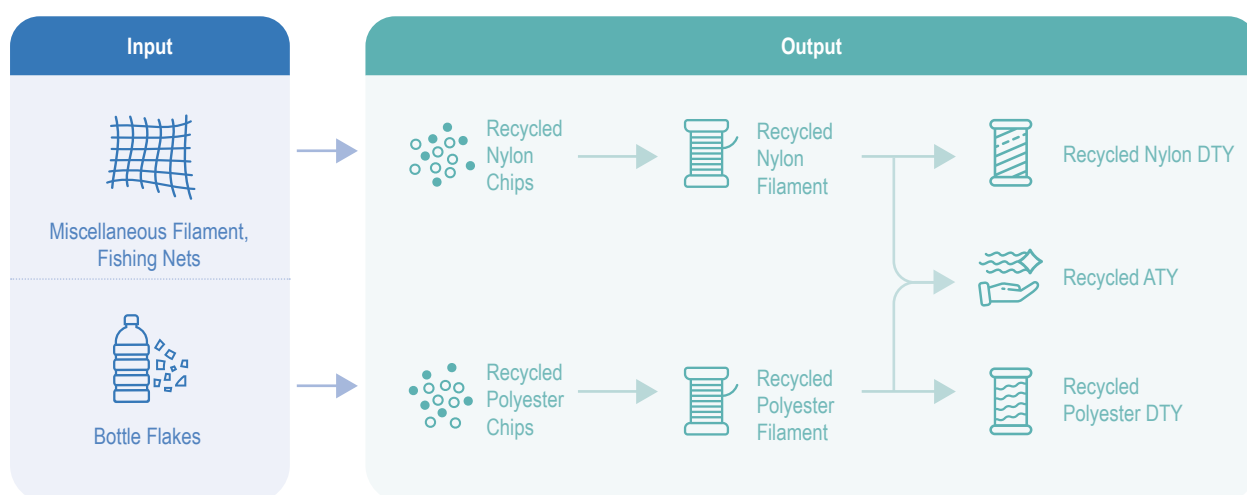 Input
Output
Miscellaneous Filament,
Fishing Nets
Bottle Flakes
Recycled
Nylon
Chips
Recycled
Nylon
Filament
Recycled Nylon DTY
Recycled ATY
Recycled
Polyester
Chips
Recycled
Polyester
Filament
Recycled
Polyester DTY